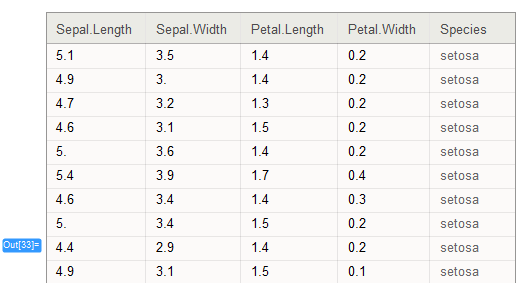 Sepal.Length Sepal.Width Petal.Length Petal.Width Species
5.1 3.5 1.4 0.2 setosa
4.9 3. 1.4 0.2 setosa
4.7 3.2 1.3 0.2 setosa
4.6 3.1 1.5 0.2 setosa
5. 3.6 1.4 0.2 setosa
5.4 3.9 1.7 0.4 setosa
4.6 3.4 1.4 0.3 setosa
5. 3.4 1.5 0.2 setosa
Out[33]= 4.4 2.9 1.4 0.2 setosa
4.9 3.1 1.5 0.1 setosa